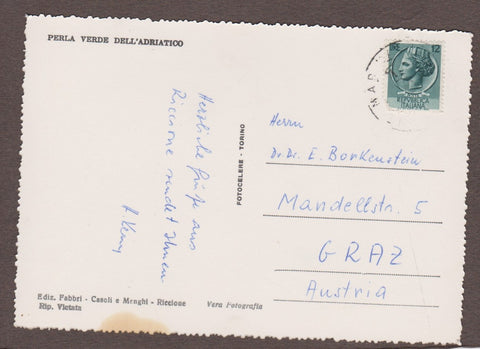 PERLA VERDE DELL'ADRIATICO
Herzliche Grüße aus
Riccione sendet Ihnen
FOTOCELERE - TORINO
LIRE 12
REPUBBLICA
ITALIANA
Herrn
Dr. Dr. E. Borkenstein
Mandellstr. 5
GRAZ
Austria
Ediz. Fabbri - Casoli e Menghi - Riccione
Rip. Vietata
Vera Fotografia